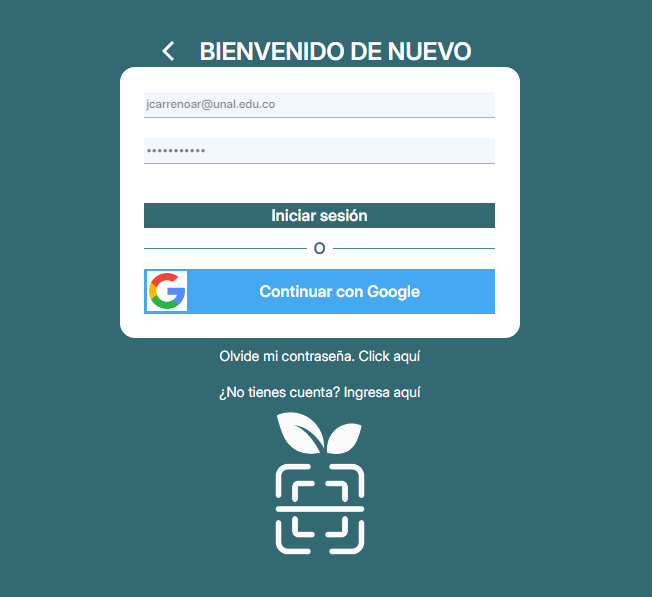 BIENVENIDO DE NUEVO
jcarrenoar@unal.edu.co
•••••••••••
Iniciar sesión
O
Continuar con Google
Olvide mi contraseña. Click aquí
¿No tienes cuenta? Ingresa aquí